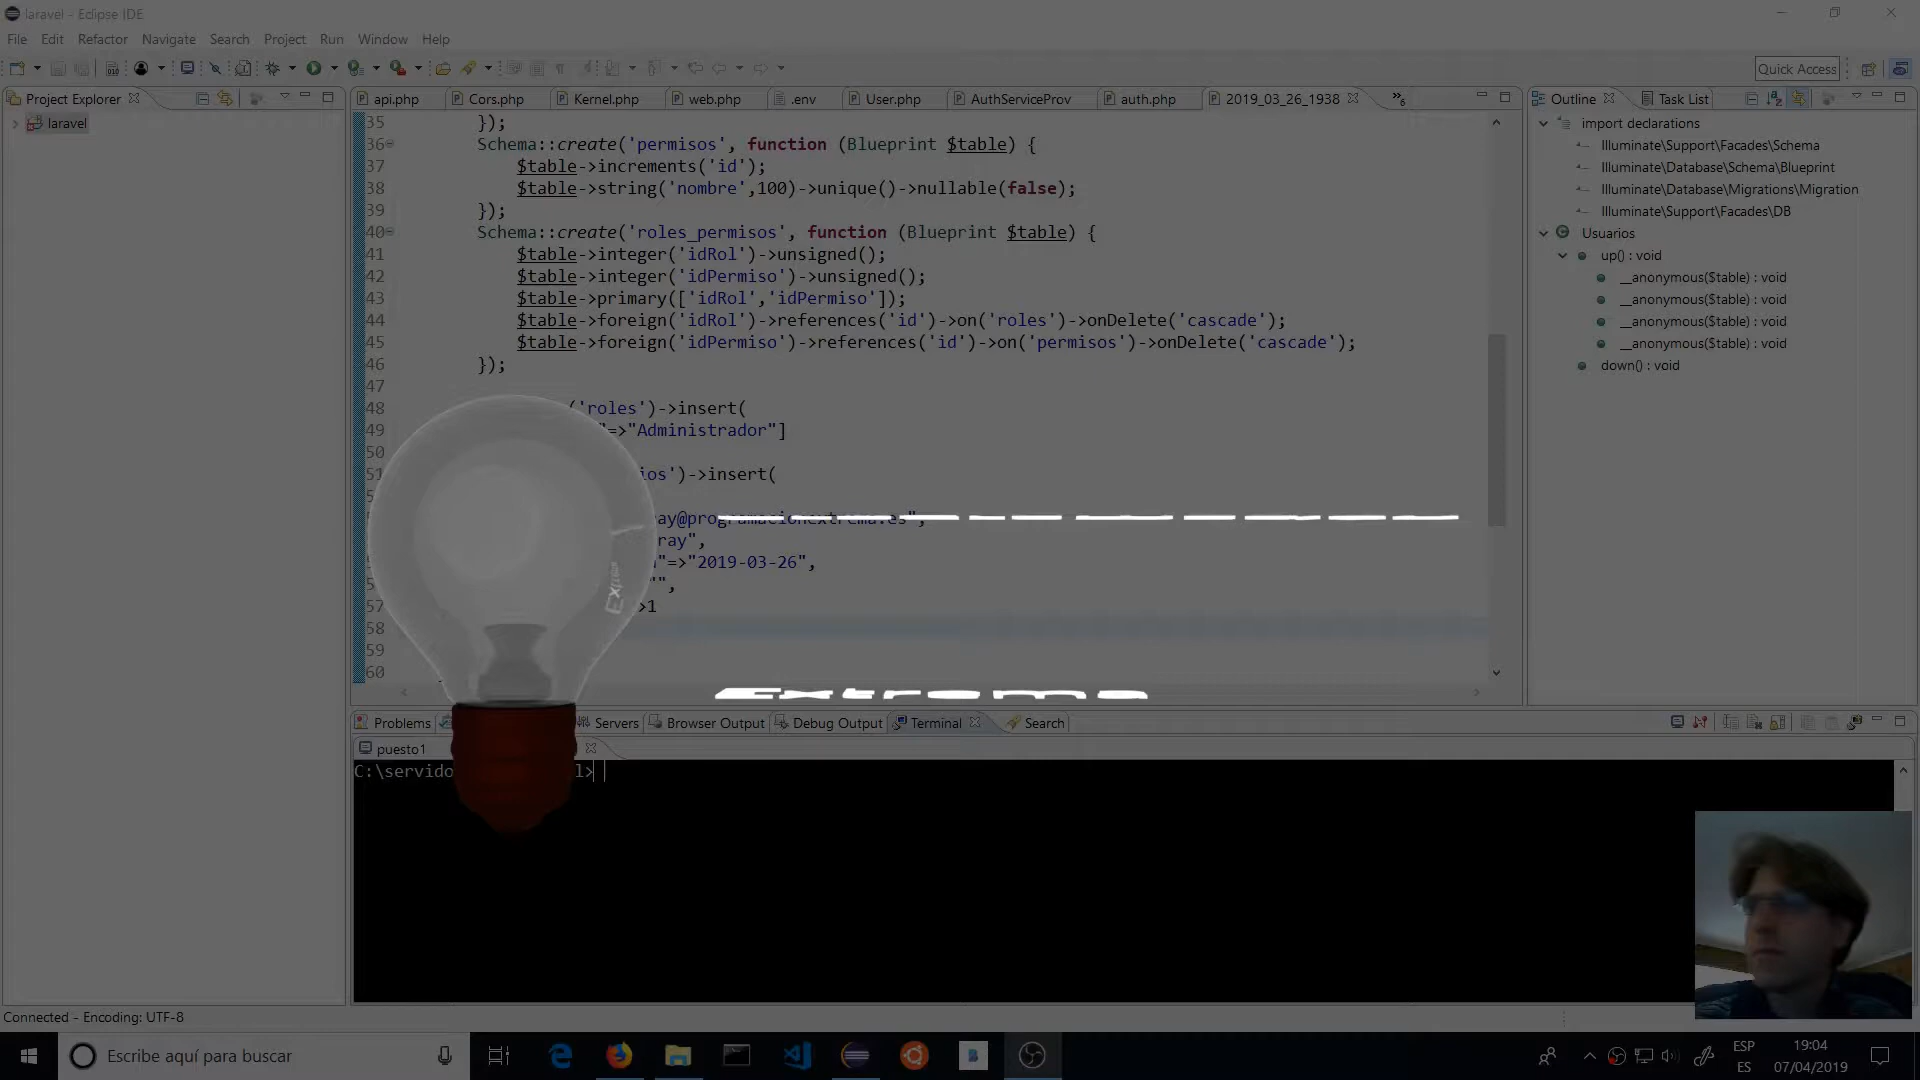 laravel - Eclipse IDE
File Edit Refactor Navigate Search Project Run Window Help
Quick Access
Project Explorer
laravel
api.php Cors.php Kernel.php web.php .env User.php AuthServiceProv auth.php 2019_03_26_1938 »6
35 });
36 Schema::create('permisos', function (Blueprint $table) {
37 $table->increments('id');
38 $table->string('nombre',100)->unique()->nullable(false);
39 });
40 Schema::create('roles_permisos', function (Blueprint $table) {
41 $table->integer('idRol')->unsigned();
42 $table->integer('idPermiso')->unsigned();
43 $table->primary(['idRol','idPermiso']);
44 $table->foreign('idRol')->references('id')->on('roles')->onDelete('cascade');
45 $table->foreign('idPermiso')->references('id')->on('permisos')->onDelete('cascade');
46 });
47
48 ('roles')->insert(
49 "=>"Administrador"]
50
51 ios')->insert(
ay@programacionextrema.es",
ray",
"=>"2019-03-26",
"",
57 >1
58
59
60
Extrema
Outline Task List
import declarations
Illuminate\Support\Facades\Schema
Illuminate\Database\Schema\Blueprint
Illuminate\Database\Migrations\Migration
Illuminate\Support\Facades\DB
Usuarios
up() : void
__anonymous($table) : void
__anonymous($table) : void
__anonymous($table) : void
__anonymous($table) : void
down() : void
Problems Servers Browser Output Debug Output Terminal Search
puesto1
C:\servido l>
Connected - Encoding: UTF-8
Escribe aquí para buscar
ESP
ES
19:04
07/04/2019